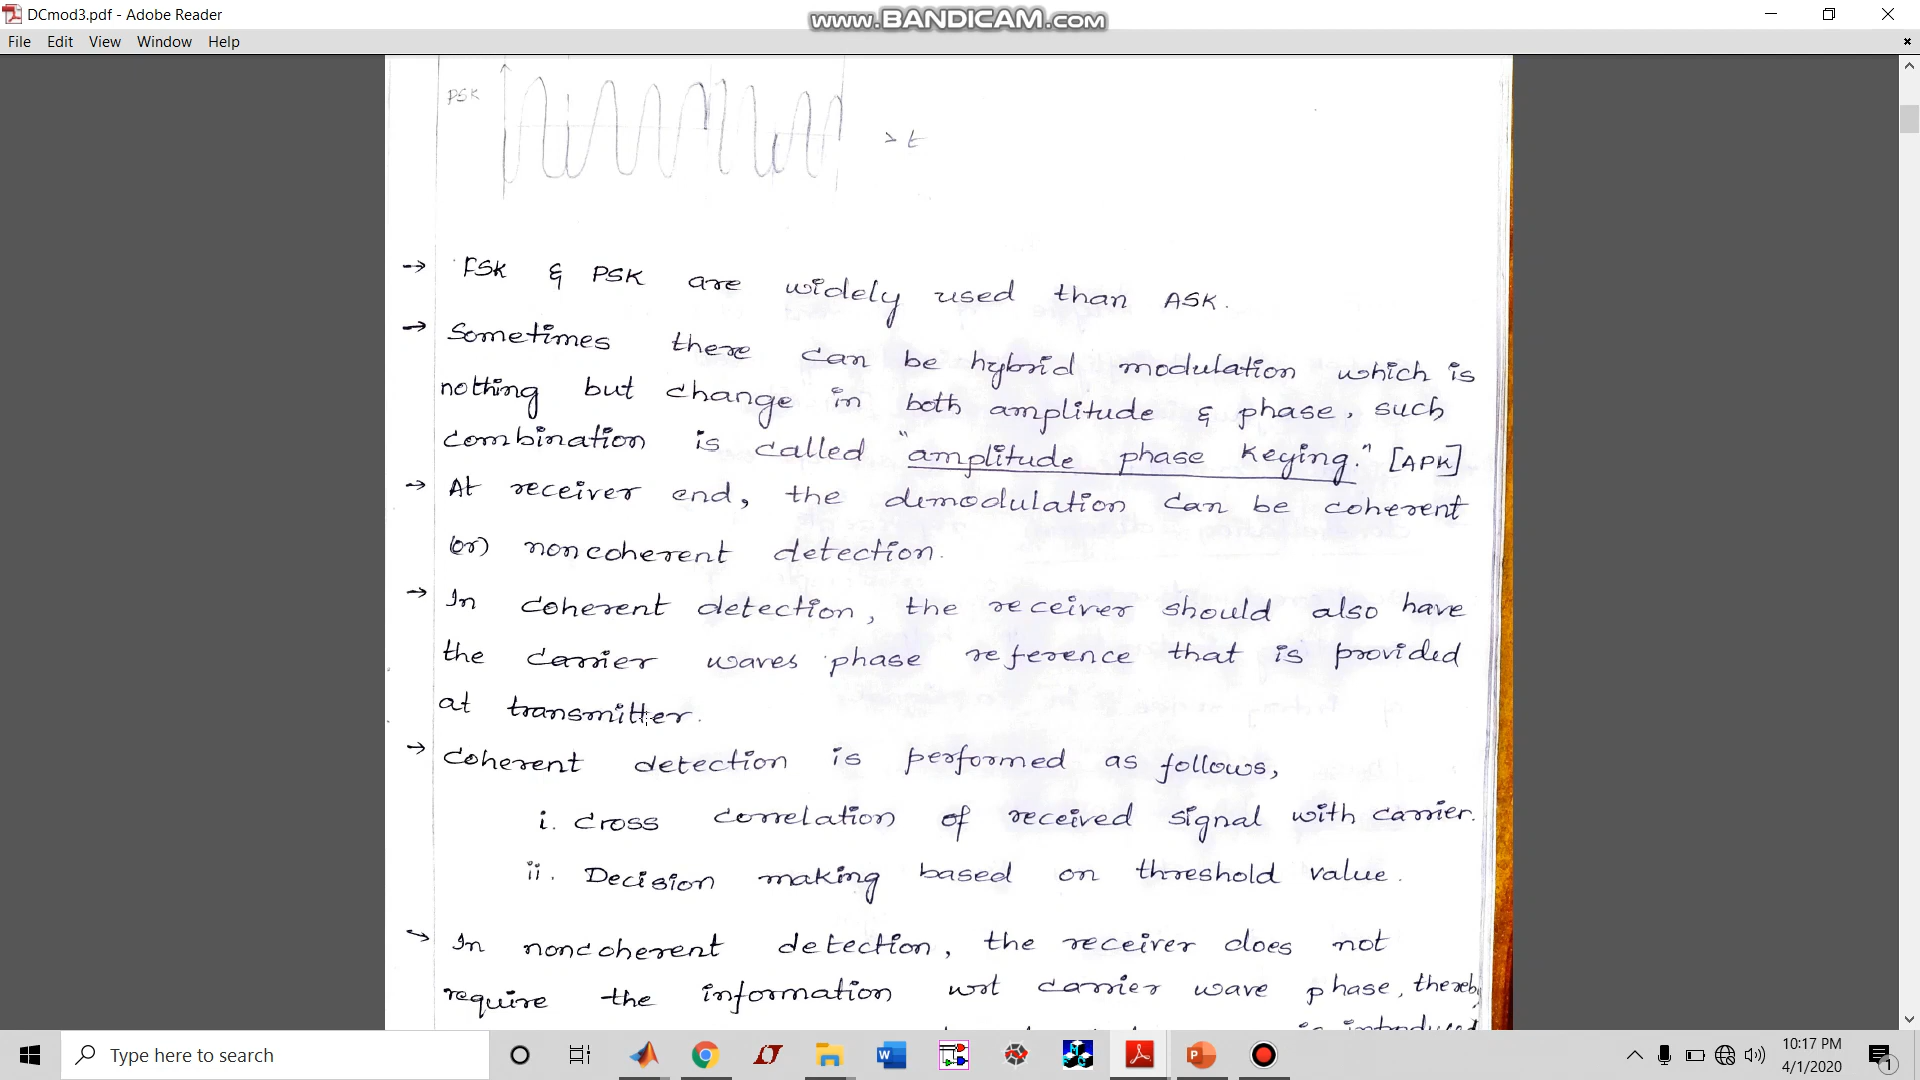 DCmod3.pdf - Adobe Reader
www.BANDICAM.com
File Edit View Window Help
PSK
> t
→ FSK & PSK are widely used than ASK.
→ Sometimes there can be hybrid modulation which is
nothing but change in both amplitude & phase, such
combination is called "amplitude phase keying." [APK]
→ At receiver end, the demodulation can be coherent
(or) noncoherent detection.
→ In coherent detection, the receiver should also have
the carrier waves phase reference that is provided
at transmitter.
→ coherent detection is performed as follows,
i. cross correlation of received signal with carrier.
ii. Decision making based on threshold value.
→ In noncoherent detection, the receiver does not
require the information wrt carrier wave phase,
is introduced
Type here to search
10:17 PM
4/1/2020
1